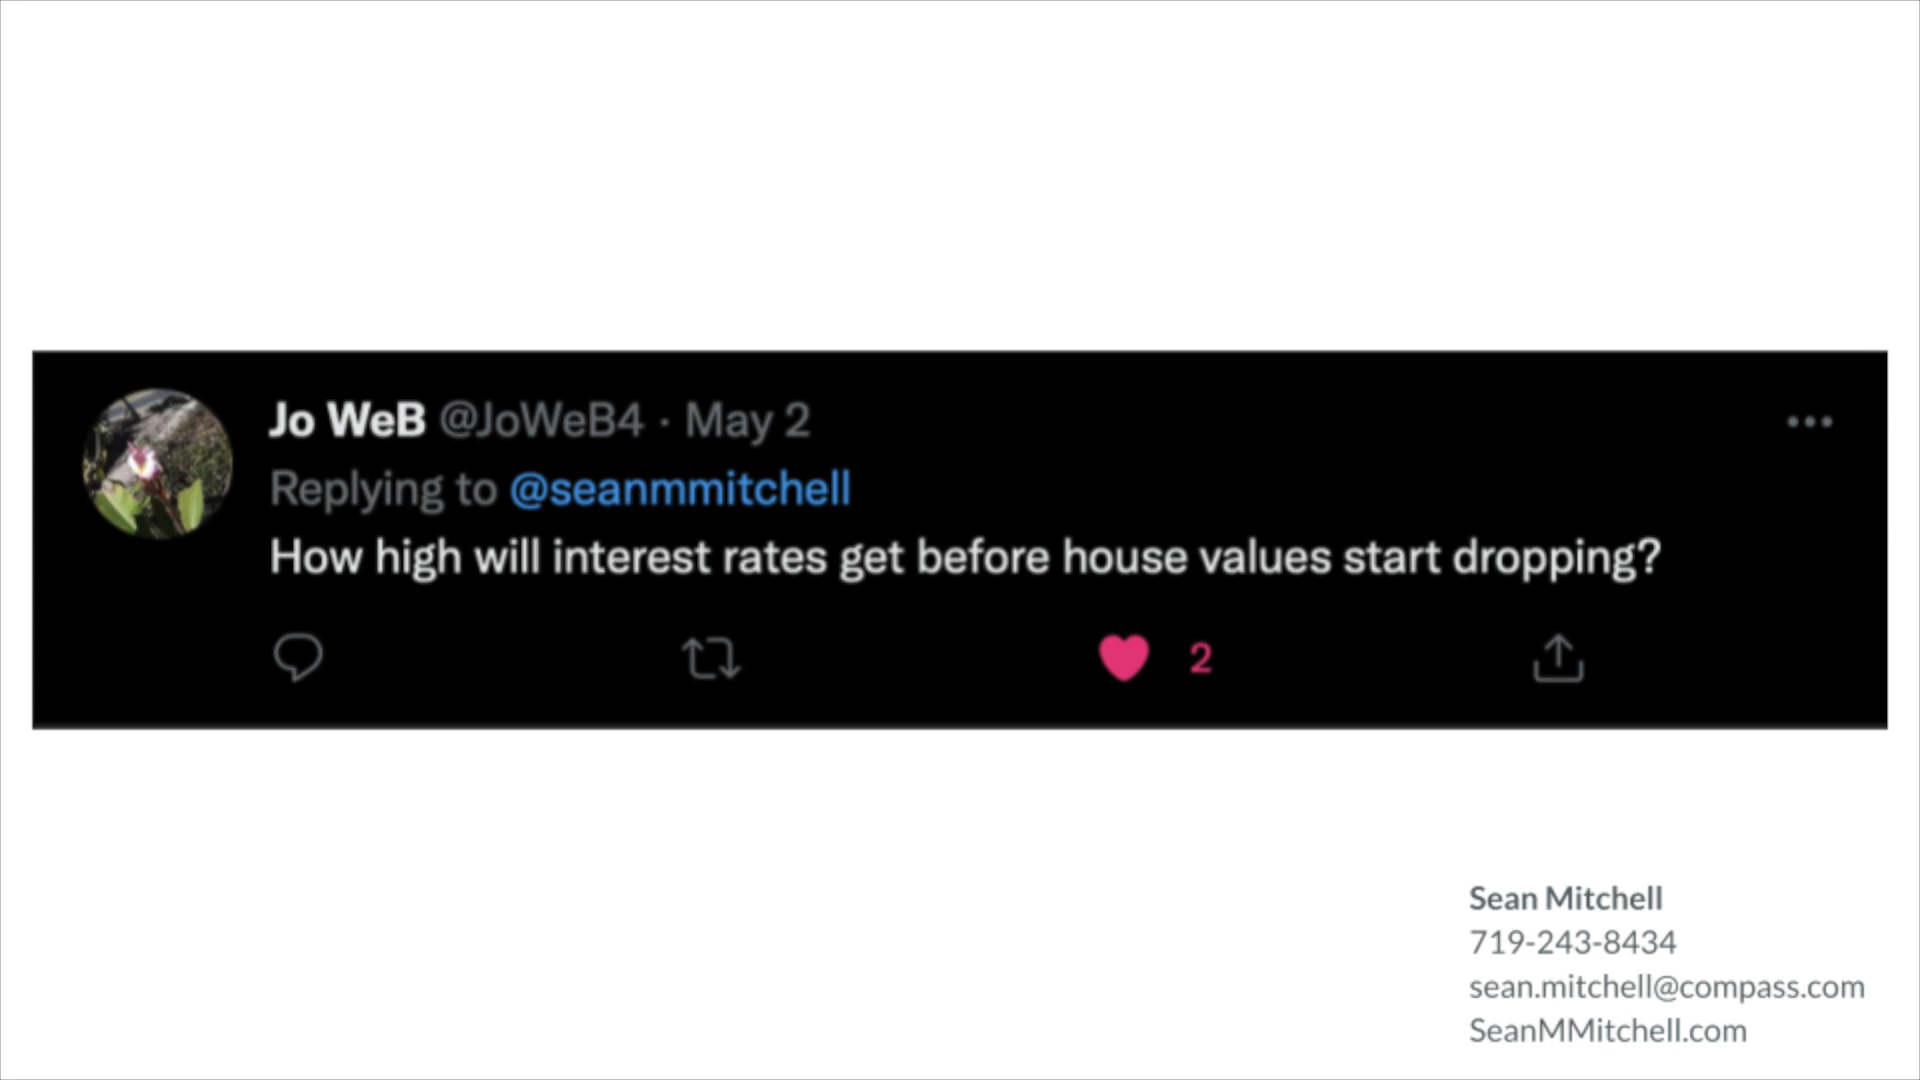 Jo WeB @JoWeB4 · May 2
Replying to @seanmmitchell
How high will interest rates get before house values start dropping?
2
Sean Mitchell
719-243-8434
sean.mitchell@compass.com
SeanMMitchell.com